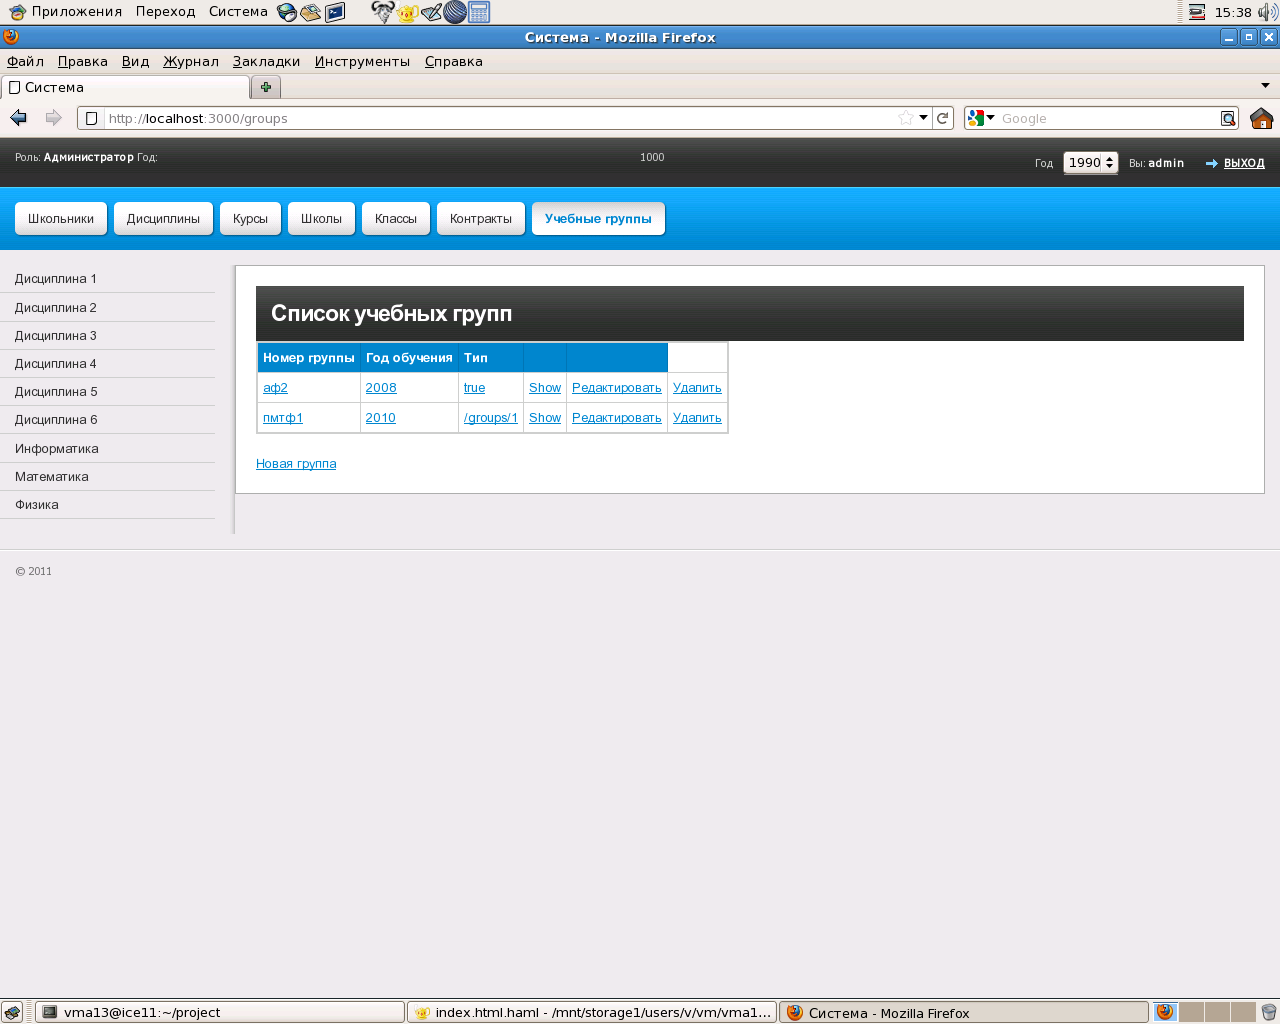 Приложения Переход Система 15:38
Система - Mozilla Firefox
Файл Правка Вид Журнал Закладки Инструменты Справка
Система
http://localhost:3000/groups Google
Роль: Администратор Год: 1000 Год 1990 Вы: admin ВЫХОД
Школьники Дисциплины Курсы Школы Классы Контракты Учебные группы
Дисциплина 1
Дисциплина 2
Дисциплина 3
Дисциплина 4
Дисциплина 5
Дисциплина 6
Информатика
Математика
Физика
Список учебных групп
Номер группы Год обучения Тип
аф2 2008 true Show Редактировать Удалить
пмтф1 2010 /groups/1 Show Редактировать Удалить
Новая группа
© 2011
vma13@ice11:~/project index.html.haml - /mnt/storage1/users/v/vm/vma1... Система - Mozilla Firefox